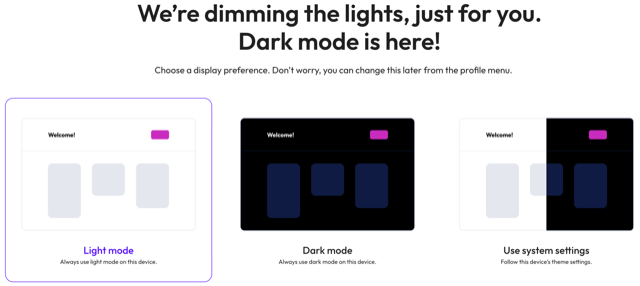 We’re dimming the lights, just for you.
Dark mode is here!
Choose a display preference. Don’t worry, you can change this later from the profile menu.
Welcome!
Welcome!
Welcome!
Light mode
Always use light mode on this device.
Dark mode
Always use dark mode on this device.
Use system settings
Follow this device’s theme settings.